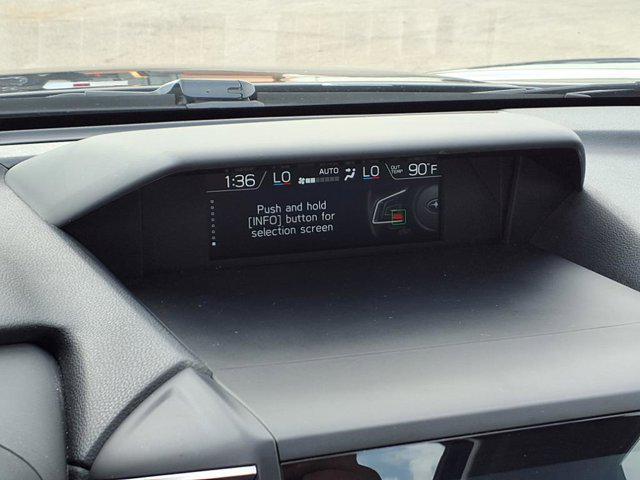 1:36 LO AUTO LO OUT TEMP 90°F
Push and hold
[INFO] button for
selection screen